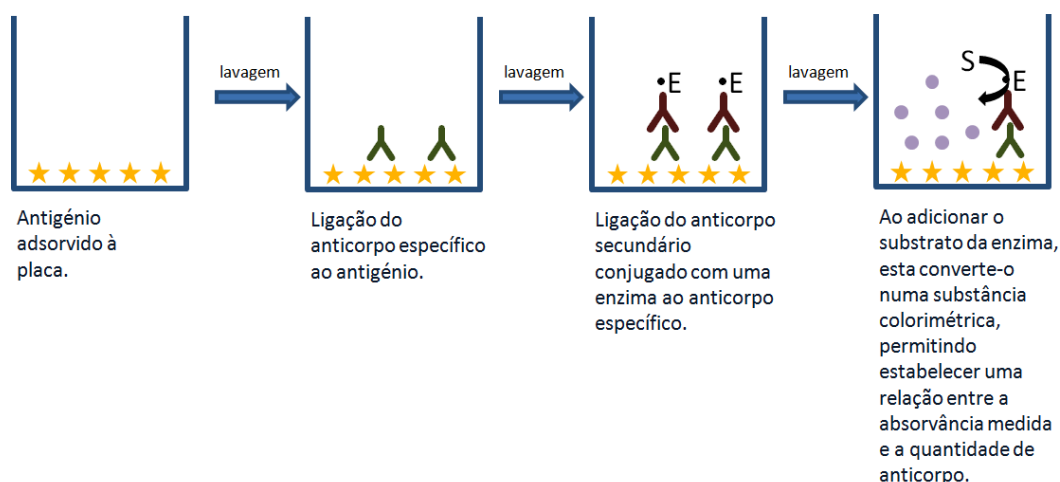 lavagem
lavagem
lavagem
E
E
S
E
Antigénio
adsorvido à
placa.
Ligação do
anticorpo específico
ao antigénio.
Ligação do anticorpo
secundário
conjugado com uma
enzima ao anticorpo
específico.
Ao adicionar o
substrato da enzima,
esta converte-o
numa substância
colorimétrica,
permitindo
estabelecer uma
relação entre a
absorvância medida
e a quantidade de
anticorpo.